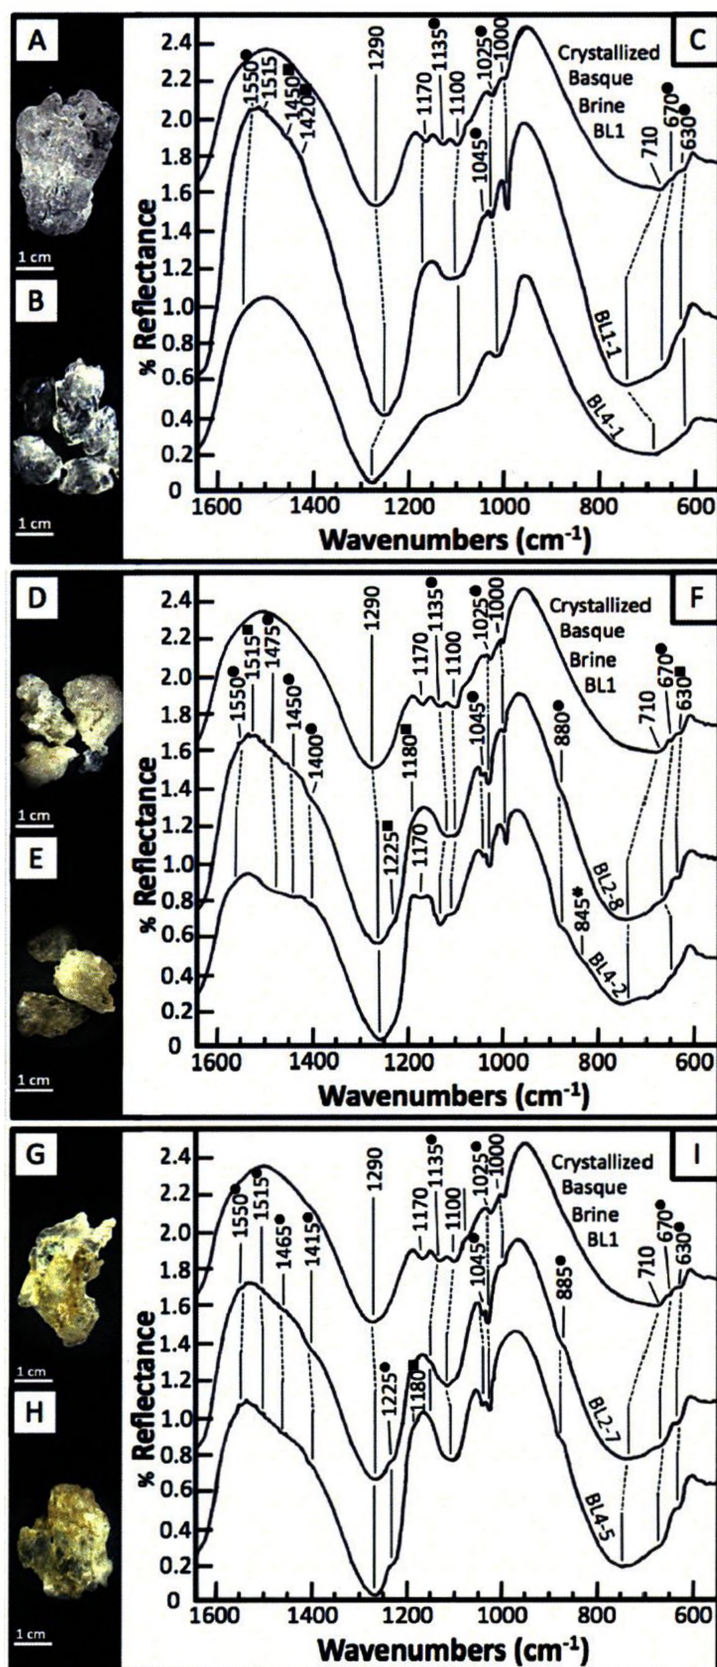 A
1 cm
B
1 cm
C
% Reflectance
2.4
2.2
2.0
1.8
1.6
1.4
1.2
1.0
0.8
0.6
0.4
0.2
0
1550
1515
1450
1420
1290
1170
1135
1100
1045
1025
1000
710
670
630
Crystallized
Basque
Brine
BL1
BL1-1
BL4-1
1600 1400 1200 1000 800 600
Wavenumbers (cm-1)
D
1 cm
E
1 cm
F
% Reflectance
2.4
2.2
2.0
1.8
1.6
1.4
1.2
1.0
0.8
0.6
0.4
0.2
0
1550
1515
1475
1450
1400
1290
1225
1180
1170
1170
1135
1100
1045
1025
1000
880
845*
710
670
630
Crystallized
Basque
Brine
BL1
BL2-8
BL4-2
1600 1400 1200 1000 800 600
Wavenumbers (cm-1)
G
1 cm
H
1 cm
I
% Reflectance
2.4
2.2
2.0
1.8
1.6
1.4
1.2
1.0
0.8
0.6
0.4
0.2
0
1550
1515
1465
1415
1290
1225
1180
1170
1135
1100
1045
1025
1000
885
710
670
630
Crystallized
Basque
Brine
BL1
BL2-7
BL4-5
1600 1400 1200 1000 800 600
Wavenumbers (cm-1)